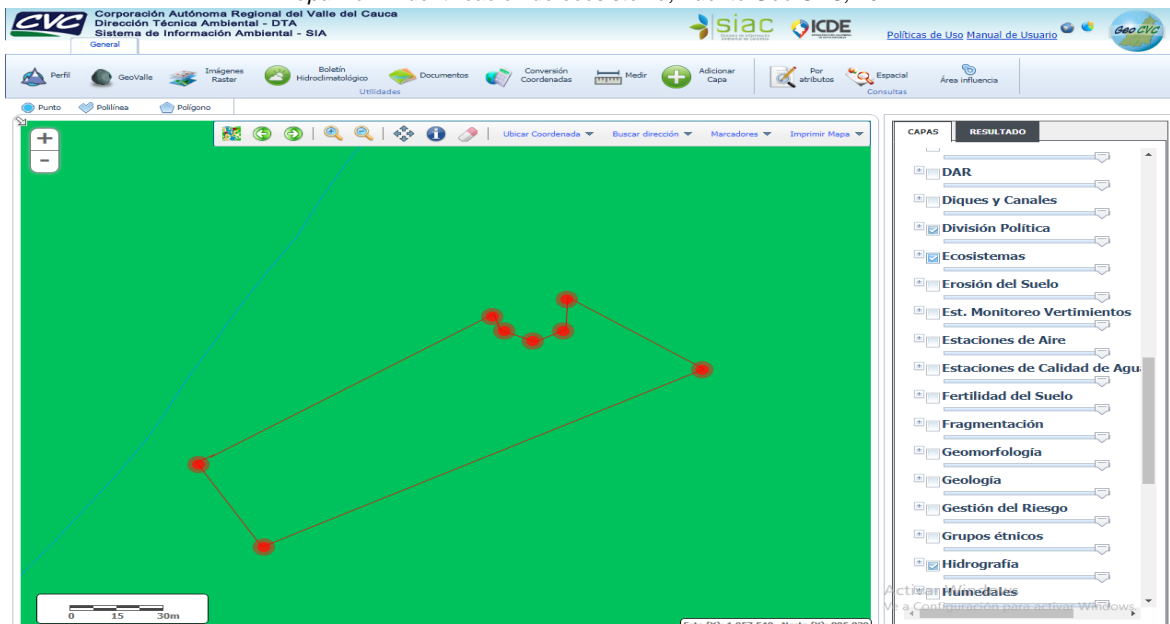 CVC
Corporación Autónoma Regional del Valle del Cauca
Dirección Técnica Ambiental - DTA
Sistema de Información Ambiental - SIA
siac
ICDE
Políticas de Uso Manual de Usuario
Geo CVC
General
Perfil
GeoValle
Imágenes Raster
Boletín Hidroclimatológico
Documentos
Conversión Coordenadas
Medir
Adicionar Capa
Por atributos
Espacial
Área influencia
Utilidades
Consultas
Punto
Polilínea
Polígono
+
-
Ubicar Coordenada
Buscar dirección
Marcadores
Imprimir Mapa
CAPAS
RESULTADO
DAR
Diques y Canales
División Política
Ecosistemas
Erosión del Suelo
Est. Monitoreo Vertimientos
Estaciones de Aire
Estaciones de Calidad de Agu
Fertilidad del Suelo
Fragmentación
Geomorfología
Geología
Gestión del Riesgo
Grupos étnicos
Hidrografía
Humedales
Activar Windows
Ve a Configuración para activar Windows.
0 15 30m